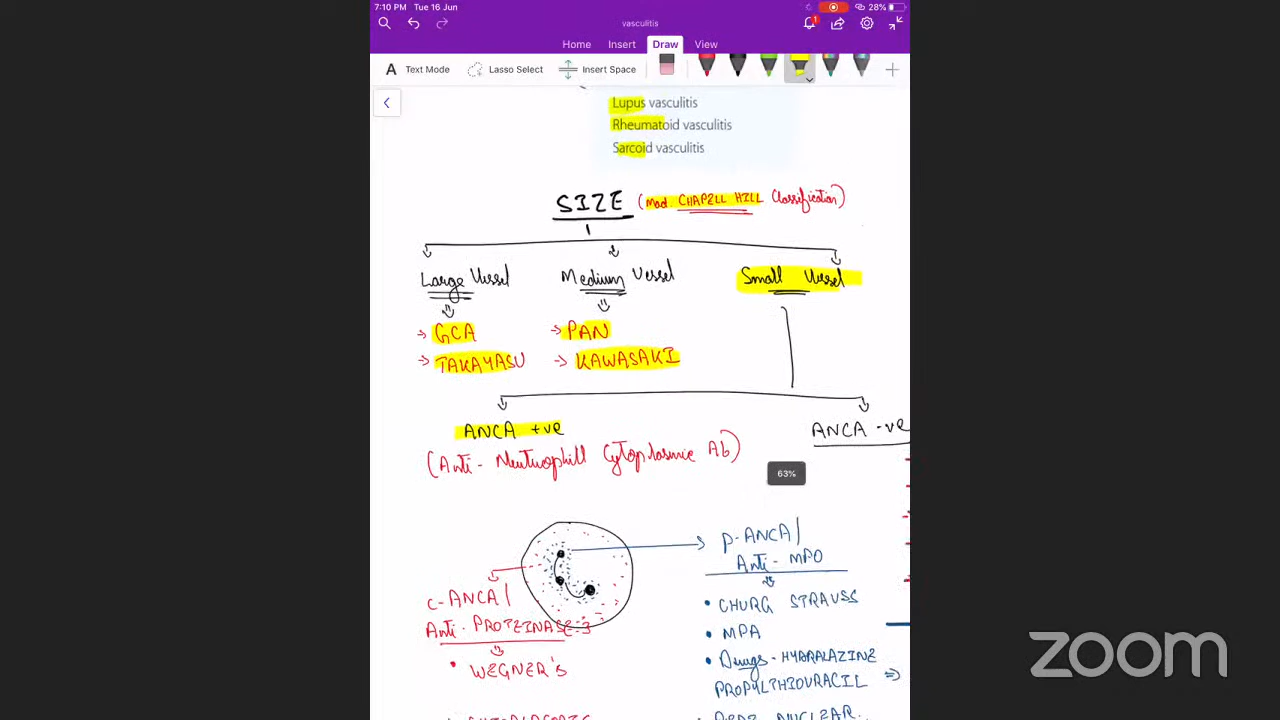 7:10 PM Tue 16 Jun
28%
vasculitis
1
Home Insert Draw View
A Text Mode Lasso Select Insert Space
Lupus vasculitis
Rheumatoid vasculitis
Sarcoid vasculitis
SIZE (Mod. CHAPELL HILL Classification)
Large Vessel Medium Vessel Small Vessel
→ GCA → PAN
→ TAKAYASU → KAWASAKI
ANCA +ve ANCA -ve
(Anti - Neutrophill Cytoplasmic Ab)
63%
p-ANCA|
Anti - MPO
c-ANCA|
Anti - PROTEINASE-3
• WEGNER'S
• CHURG STRAUSS
• MPA
• Drugs - HYDRALAZINE
PROPYLTHIOURACIL ⇒
NUCLEAR
zoom